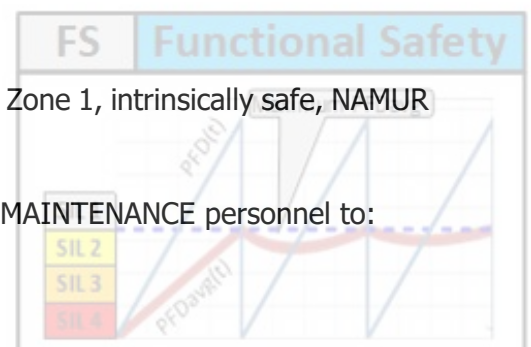 FS Functional Safety
Zone 1, intrinsically safe, NAMUR
PFD(t)
MAINTENANCE personnel to:
SIL 2
SIL 3
SIL 4
PFDavg(t)